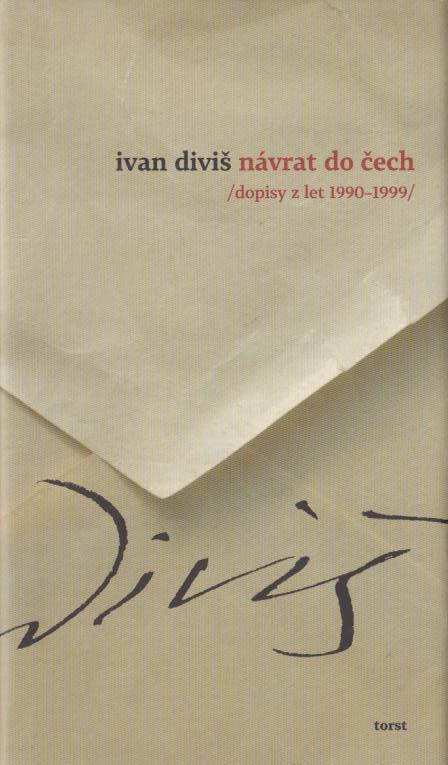 ivan diviš návrat do čech
/dopisy z let 1990–1999/
Diviš
torst